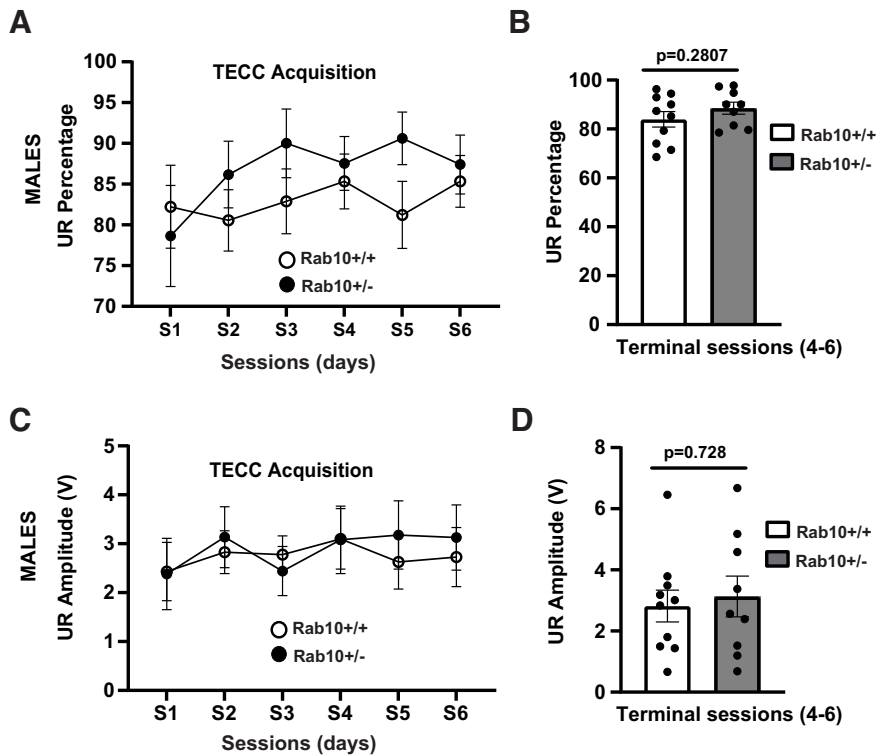 A
MALES
UR Percentage
100
95
90
85
80
75
70
TECC Acquisition
Rab10+/+
Rab10+/-
S1 S2 S3 S4 S5 S6
Sessions (days)
B
p=0.2807
UR Percentage
100
80
60
40
20
0
Rab10+/+
Rab10+/-
Terminal sessions (4-6)
C
MALES
UR Amplitude (V)
5
4
3
2
1
0
TECC Acquisition
Rab10+/+
Rab10+/-
S1 S2 S3 S4 S5 S6
Sessions (days)
D
p=0.728
UR Amplitude (V)
8
6
4
2
0
Rab10+/+
Rab10+/-
Terminal sessions (4-6)